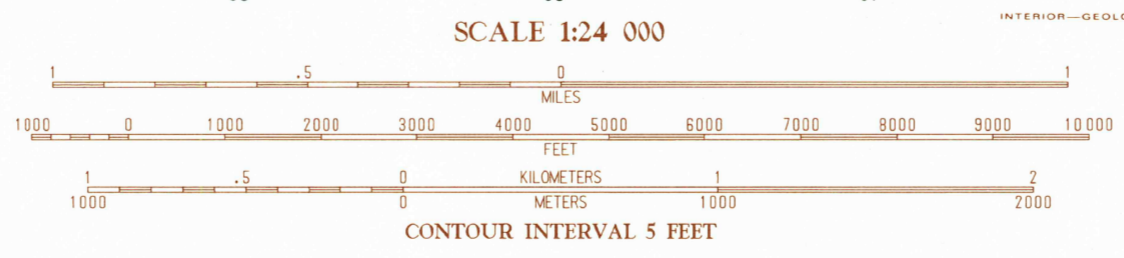 INTERIOR—GEOLO
SCALE 1:24 000
1 .5 0 1
MILES
1000 0 1000 2000 3000 4000 5000 6000 7000 8000 9000 10 000
FEET
1 .5 0 KILOMETERS 1 2
1000 0 METERS 1000 2000
CONTOUR INTERVAL 5 FEET